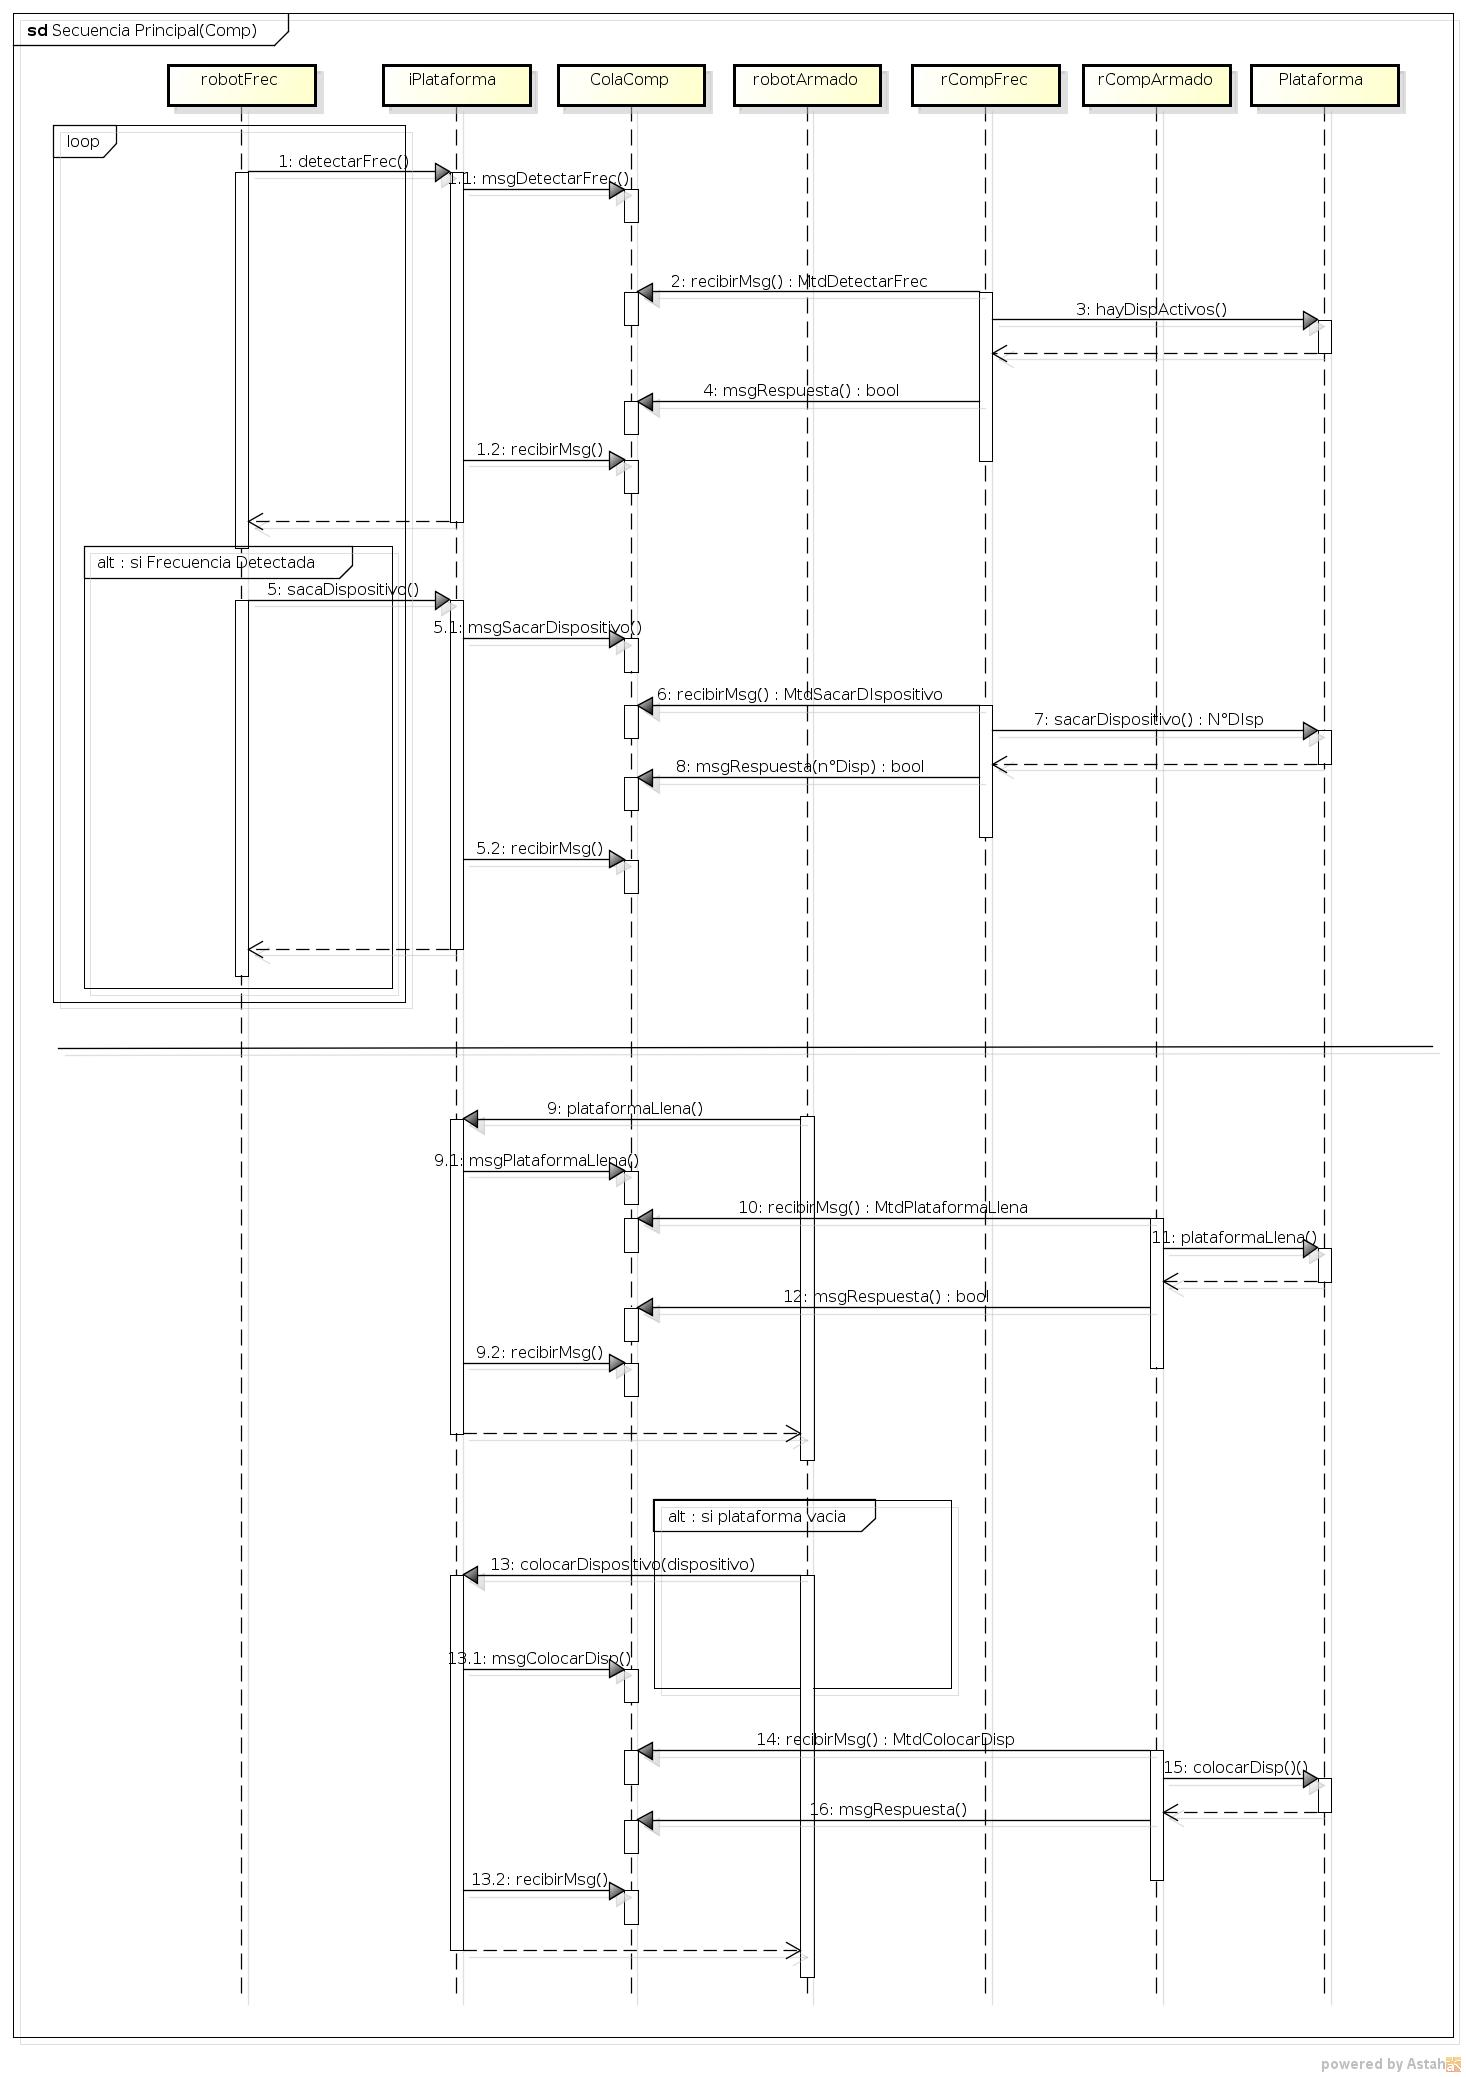 sd Secuencia Principal(Comp)
robotFrec
iPlataforma
ColaComp
robotArmado
rCompFrec
rCompArmado
Plataforma
loop
1: detectarFrec()
1.1: msgDetectarFrec()
2: recibirMsg() : MtdDetectarFrec
3: hayDispActivos()
4: msgRespuesta() : bool
1.2: recibirMsg()
alt : si Frecuencia Detectada
5: sacaDispositivo()
5.1: msgSacarDispositivo()
6: recibirMsg() : MtdSacarDIspositivo
7: sacarDispositivo() : N°DIsp
8: msgRespuesta(n°Disp) : bool
5.2: recibirMsg()
9: plataformaLlena()
9.1: msgPlataformaLlena()
10: recibirMsg() : MtdPlataformaLlena
11: plataformaLlena()
12: msgRespuesta() : bool
9.2: recibirMsg()
alt : si plataforma vacia
13: colocarDispositivo(dispositivo)
13.1: msgColocarDisp()
14: recibirMsg() : MtdColocarDisp
15: colocarDisp()()
16: msgRespuesta()
13.2: recibirMsg()
powered by Astah